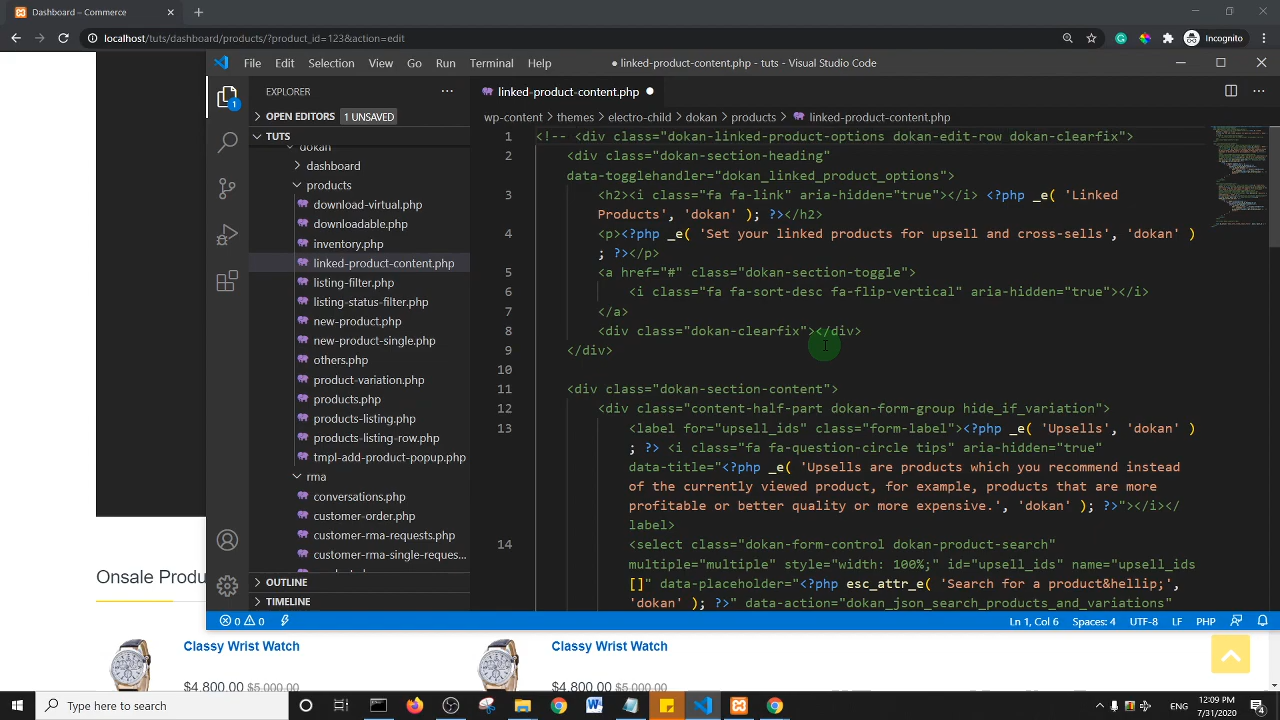 Dashboard – Commerce
localhost/tuts/dashboard/products/?product_id=123&action=edit
Incognito
File Edit Selection View Go Run Terminal Help
● linked-product-content.php - tuts - Visual Studio Code
EXPLORER
OPEN EDITORS 1 UNSAVED
TUTS
dokan
dashboard
products
download-virtual.php
downloadable.php
inventory.php
linked-product-content.php
listing-filter.php
listing-status-filter.php
new-product.php
new-product-single.php
others.php
product-variation.php
products.php
products-listing.php
products-listing-row.php
tmpl-add-product-popup.php
rma
conversations.php
customer-order.php
customer-rma-requests.php
customer-rma-single-reques...
OUTLINE
TIMELINE
1
linked-product-content.php
wp-content > themes > electro-child > dokan > products > linked-product-content.php
1 <!-- <div class="dokan-linked-product-options dokan-edit-row dokan-clearfix">
2 <div class="dokan-section-heading"
data-togglehandler="dokan_linked_product_options">
3 <h2><i class="fa fa-link" aria-hidden="true"></i> <?php _e( 'Linked
Products', 'dokan' ); ?></h2>
4 <p><?php _e( 'Set your linked products for upsell and cross-sells', 'dokan' )
; ?></p>
5 <a href="#" class="dokan-section-toggle">
6 <i class="fa fa-sort-desc fa-flip-vertical" aria-hidden="true"></i>
7 </a>
8 <div class="dokan-clearfix"></div>
9 </div>
10
11 <div class="dokan-section-content">
12 <div class="content-half-part dokan-form-group hide_if_variation">
13 <label for="upsell_ids" class="form-label"><?php _e( 'Upsells', 'dokan' )
; ?> <i class="fa fa-question-circle tips" aria-hidden="true"
data-title="<?php _e( 'Upsells are products which you recommend instead
of the currently viewed product, for example, products that are more
profitable or better quality or more expensive.', 'dokan' ); ?>"></i></
label>
14 <select class="dokan-form-control dokan-product-search"
multiple="multiple" style="width: 100%;" id="upsell_ids" name="upsell_ids
[]" data-placeholder="<?php esc_attr_e( 'Search for a product&hellip;',
'dokan' ); ?>" data-action="dokan_json_search_products_and_variations"
0 0 Ln 1, Col 6 Spaces: 4 UTF-8 LF PHP
Onsale Produ
Classy Wrist Watch
$4,800.00 $5,000.00
Classy Wrist Watch
$4,800.00 $5,000.00
Type here to search
ENG
12:09 PM
7/31/2020
4